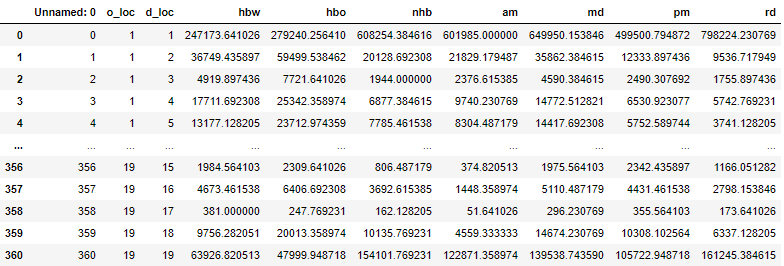 Unnamed: 0 o_loc d_loc hbw hbo nhb am md pm rd
0 0 1 1 247173.641026 279240.256410 608254.384616 601985.000000 649950.153846 499500.794872 798224.230769
1 1 1 2 36749.435897 59499.538462 20128.692308 21829.179487 35862.384615 12333.897436 9536.717949
2 2 1 3 4919.897436 7721.641026 1944.000000 2376.615385 4590.384615 2490.307692 1755.897436
3 3 1 4 17711.692308 25342.358974 6877.384615 9740.230769 14772.512821 6530.923077 5742.769231
4 4 1 5 13177.128205 23712.974359 7785.461538 8304.487179 14417.692308 5752.589744 3741.128205
... ... ... ... ... ... ... ... ... ... ...
356 356 19 15 1984.564103 2309.641026 806.487179 374.820513 1975.564103 2342.435897 1166.051282
357 357 19 16 4673.461538 6406.692308 3692.615385 1448.358974 5110.487179 4431.461538 2798.153846
358 358 19 17 381.000000 247.769231 162.128205 51.641026 296.230769 355.564103 173.641026
359 359 19 18 9756.282051 20013.358974 10135.769231 4559.333333 14674.230769 10308.102564 6337.128205
360 360 19 19 63926.820513 47999.948718 154101.769231 122871.358974 139538.743590 105722.948718 161245.384615